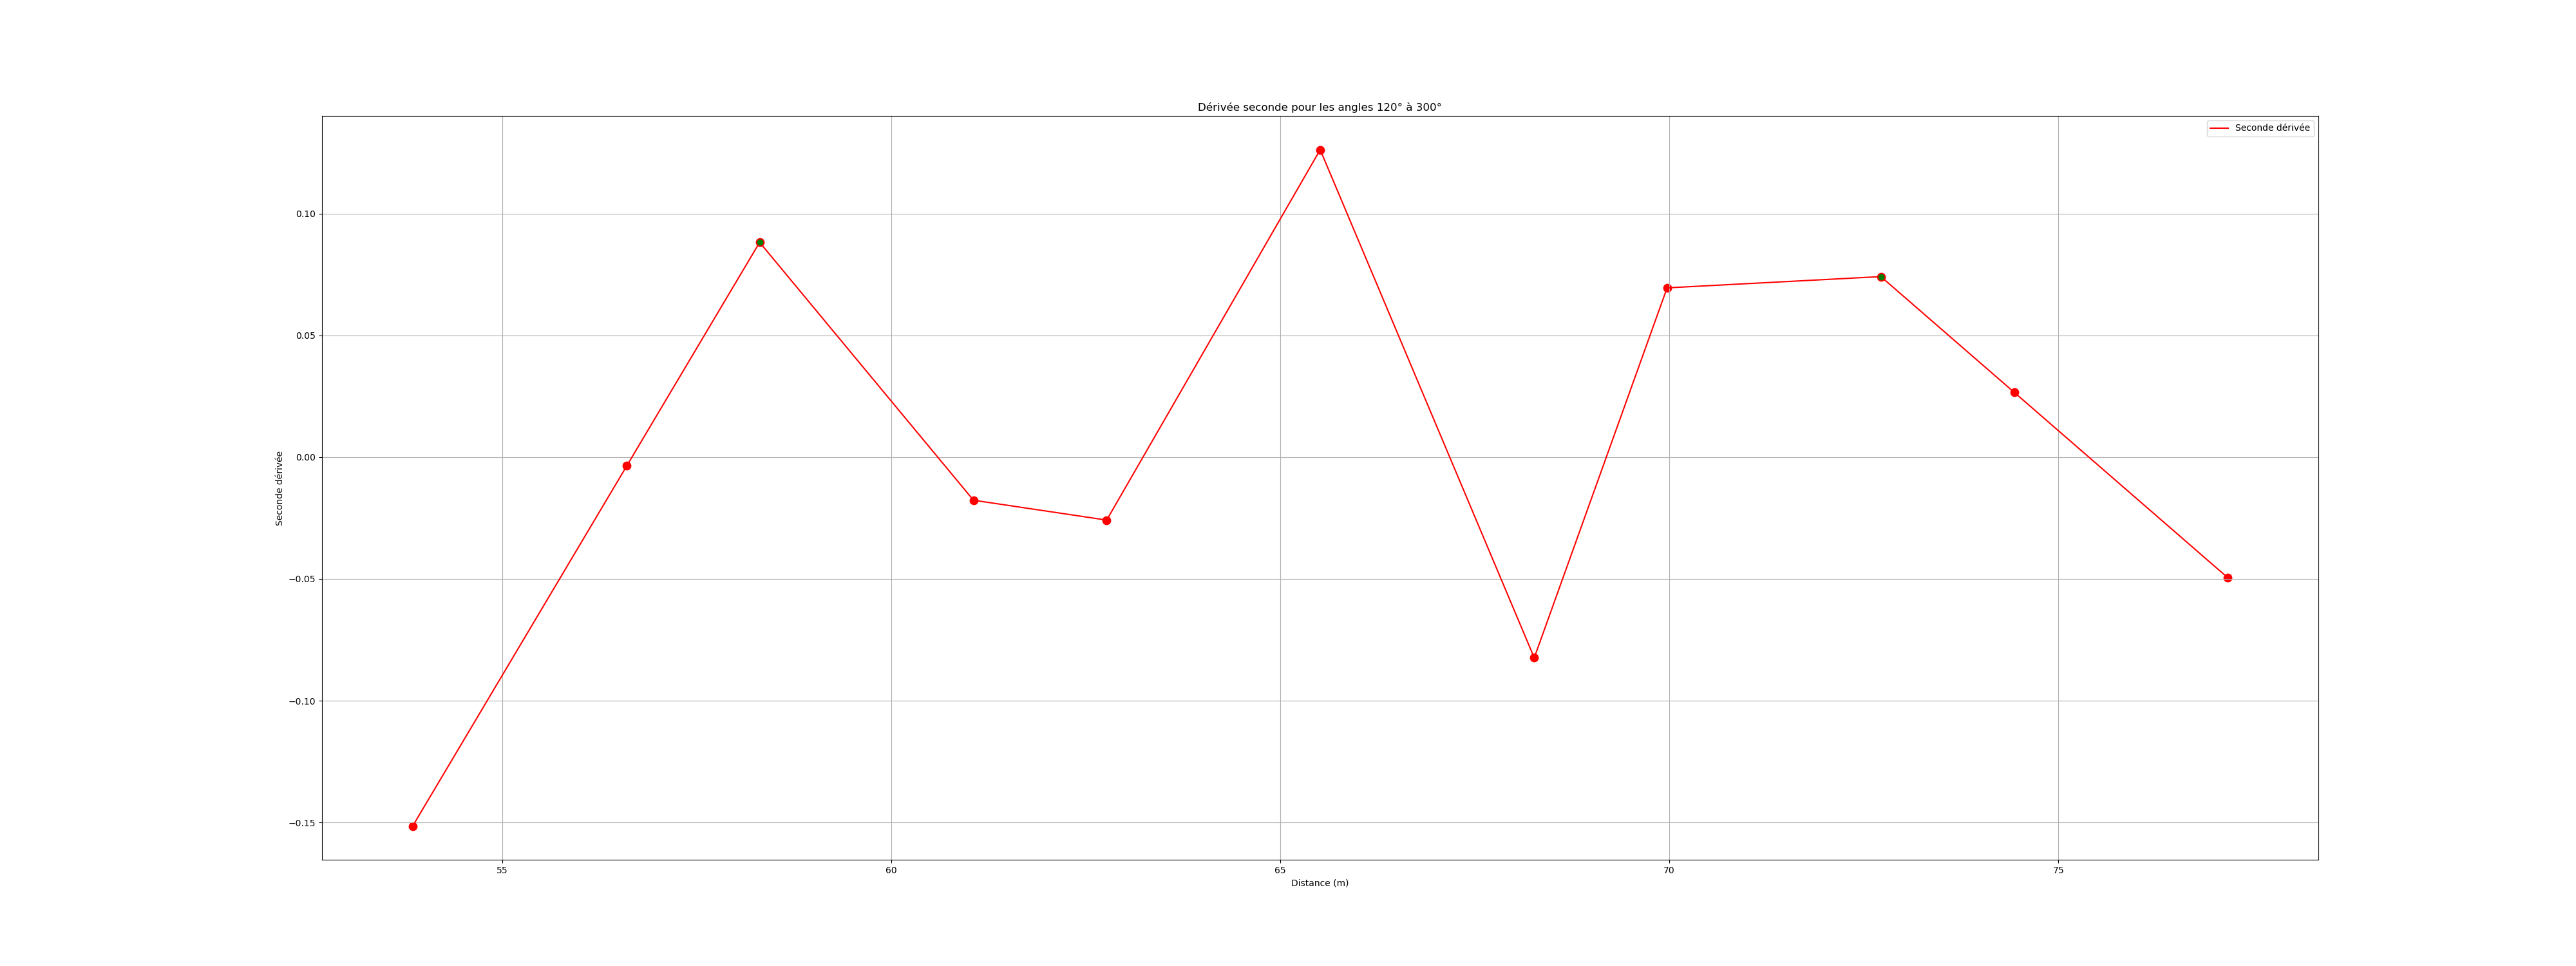 Dérivée seconde pour les angles 120° à 300°
Seconde dérivée
0.10
0.05
0.00
−0.05
−0.10
−0.15
Seconde dérivée
55
60
65
70
75
Distance (m)